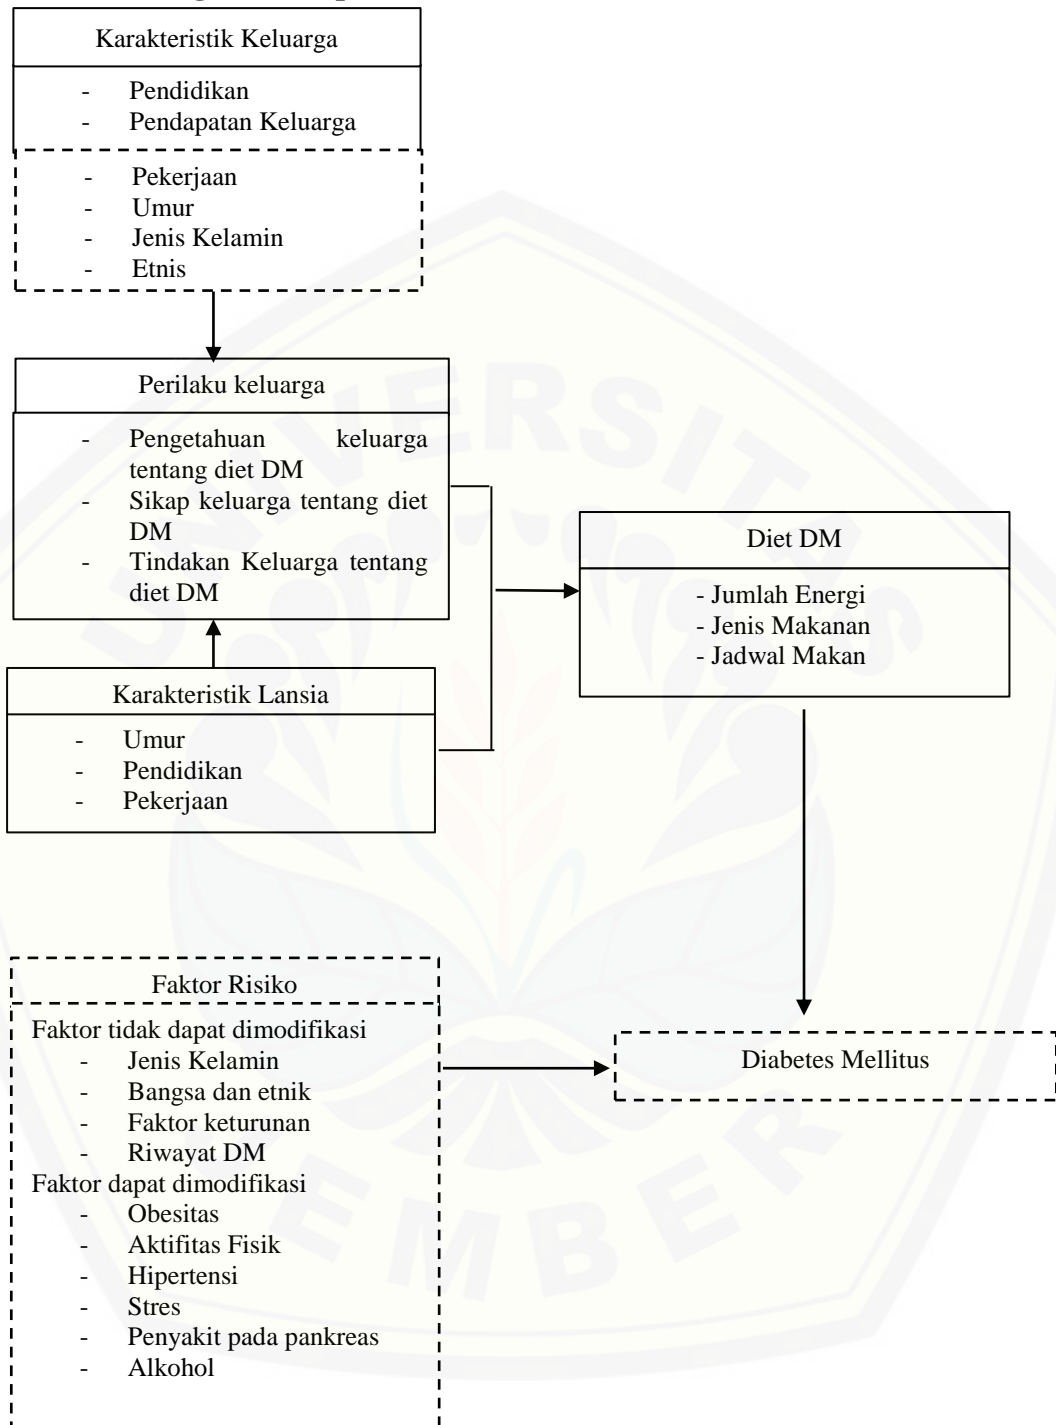 Karakteristik Keluarga
- Pendidikan
- Pendapatan Keluarga
- Pekerjaan
- Umur
- Jenis Kelamin
- Etnis
Perilaku keluarga
- Pengetahuan keluarga
tentang diet DM
- Sikap keluarga tentang diet
DM
- Tindakan Keluarga tentang
diet DM
Diet DM
- Jumlah Energi
- Jenis Makanan
- Jadwal Makan
Karakteristik Lansia
- Umur
- Pendidikan
- Pekerjaan
Faktor Risiko
Faktor tidak dapat dimodifikasi
- Jenis Kelamin
- Bangsa dan etnik
- Faktor keturunan
- Riwayat DM
Faktor dapat dimodifikasi
- Obesitas
- Aktifitas Fisik
- Hipertensi
- Stres
- Penyakit pada pankreas
- Alkohol
Diabetes Mellitus
UNIVERSITAS
JEMBER